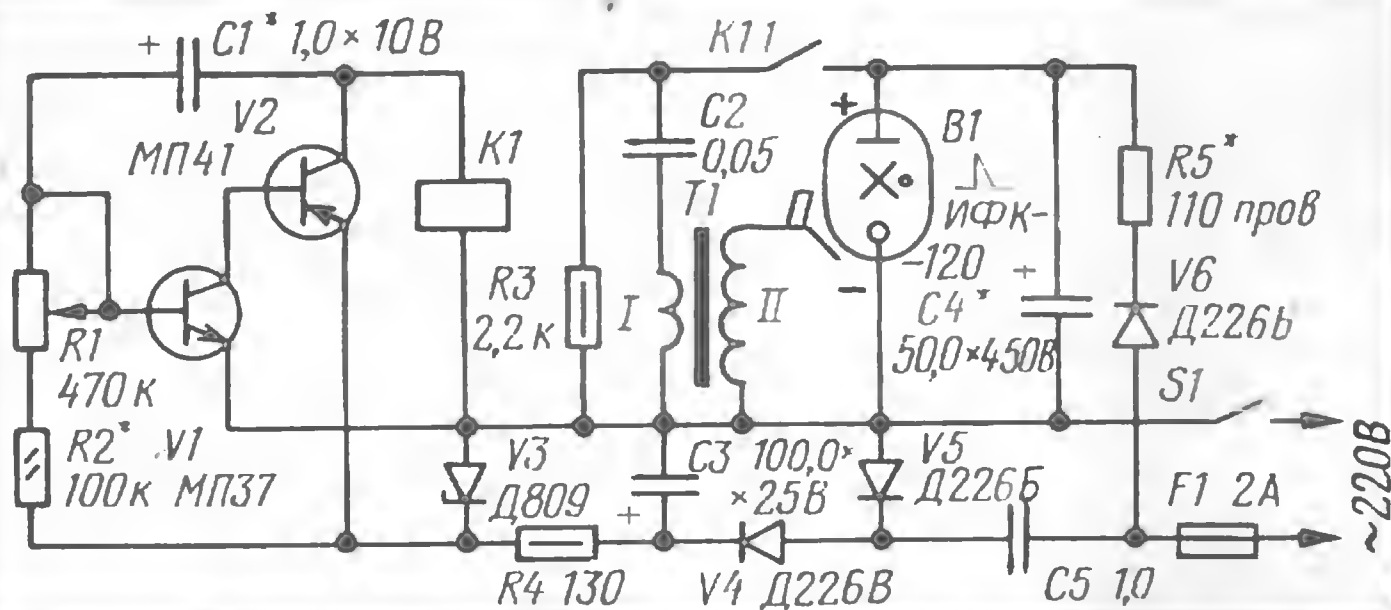 + C1* 1,0 × 10 В
V2
МП41
K1
K1 1
C2
0,05
T1
+
В1
ИФК-
-120
R5*
110 пров
R1
470 к
R2*
100к
V1
МП37
R3
2,2 к
I
II
−
C4*
+
50,0×450В
V6
Д226Б
S1
V3
Д809
C3 100,0×
×25В
+
V5
Д226Б
F1 2А
~220В
R4 130
V4 Д226В
C5 1,0